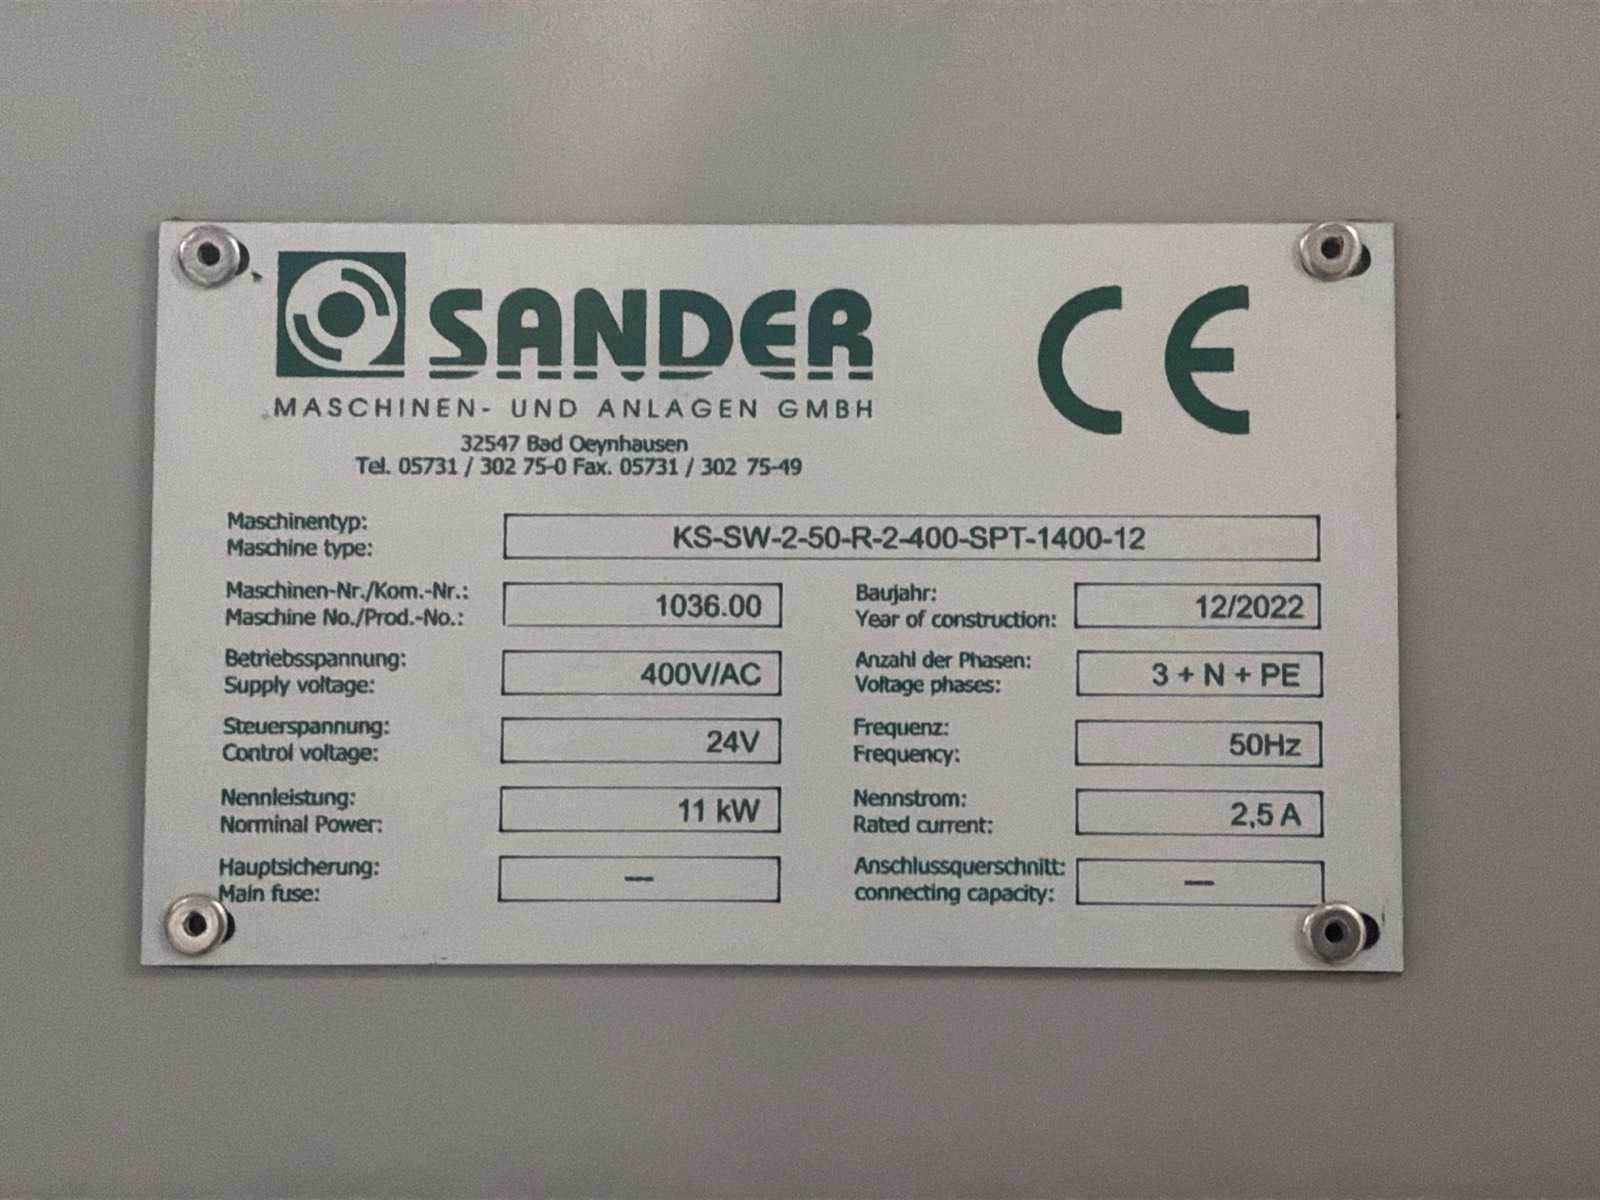 SANDER
MASCHINEN- UND ANLAGEN GMBH
CE
32547 Bad Oeynhausen
Tel. 05731 / 302 75-0 Fax. 05731 / 302 75-49
Maschinentyp:
Maschine type:
KS-SW-2-50-R-2-400-SPT-1400-12
Maschinen-Nr./Kom.-Nr.:
Maschine No./Prod.-No.:
1036.00
Baujahr:
Year of construction:
12/2022
Betriebsspannung:
Supply voltage:
400V/AC
Anzahl der Phasen:
Voltage phases:
3 + N + PE
Steuerspannung:
Control voltage:
24V
Frequenz:
Frequency:
50Hz
Nennleistung:
Norminal Power:
11 kW
Nennstrom:
Rated current:
2,5 A
Hauptsicherung:
Main fuse:
—
Anschlussquerschnitt:
connecting capacity:
—